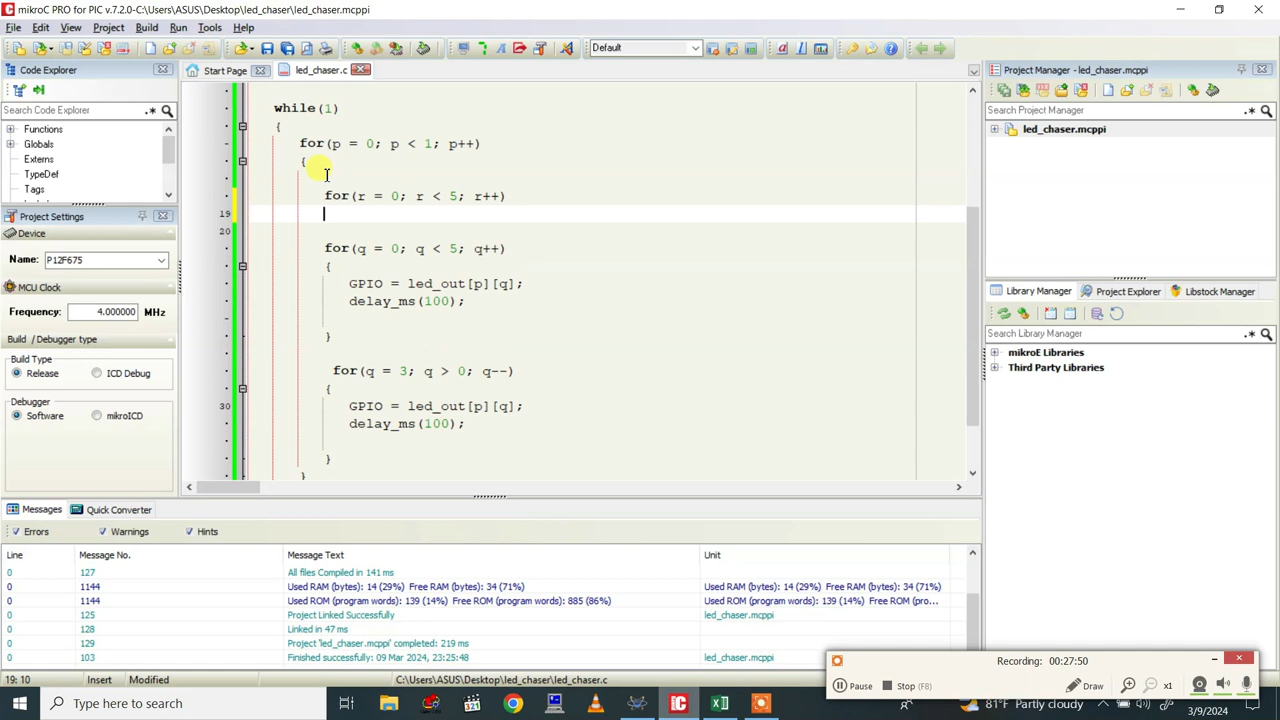 mikroC PRO for PIC v.7.2.0- C:\Users\ASUS\Desktop\led_chaser\led_chaser.mcppi
File Edit View Project Build Run Tools Help
Default
Code Explorer
Search Code Explorer
Functions
Globals
Externs
TypeDef
Tags
Project Settings
Device
Name: P12F675
MCU Clock
Frequency: 4.000000 MHz
Build / Debugger type
Build Type
Release ICD Debug
Debugger
Software mikroICD
Start Page led_chaser.c
while(1)
{
for(p = 0; p < 1; p++)
{
for(r = 0; r < 5; r++)
19
20
for(q = 0; q < 5; q++)
{
GPIO = led_out[p][q];
delay_ms(100);
}
for(q = 3; q > 0; q--)
{
30 GPIO = led_out[p][q];
delay_ms(100);
}
}
Project Manager - led_chaser.mcppi
Search Project Manager
led_chaser.mcppi
Library Manager Project Explorer Libstock Manager
Search Library Manager
mikroE Libraries
Third Party Libraries
Messages Quick Converter
Errors Warnings Hints
Line Message No. Message Text Unit
0 127 All files Compiled in 141 ms
0 1144 Used RAM (bytes): 14 (29%) Free RAM (bytes): 34 (71%) Used RAM (bytes): 14 (29%) Free RAM (bytes): 34 (71%)
0 1144 Used ROM (program words): 139 (14%) Free ROM (program words): 885 (86%) Used ROM (program words): 139 (14%) Free ROM (pro...
0 125 Project Linked Successfully led_chaser.mcppi
0 128 Linked in 47 ms
0 129 Project 'led_chaser.mcppi' completed: 219 ms
0 103 Finished successfully: 09 Mar 2024, 23:25:48 led_chaser.mcppi
19: 10 Insert Modified C:\Users\ASUS\Desktop\led_chaser\led_chaser.c
Recording: 00:27:50
Pause Stop (F8) Draw x1
Type here to search
81°F Partly cloudy
3/9/2024